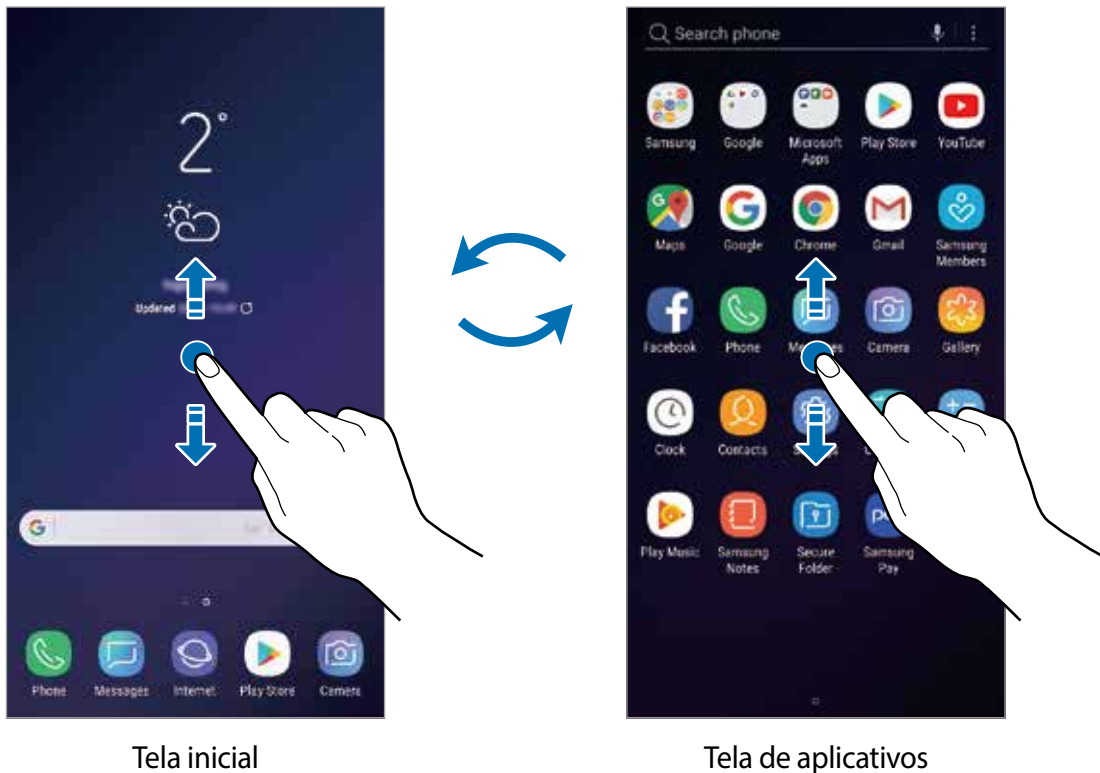 2°
Updated
Phone Messages Internet Play Store Camera
Tela inicial
Search phone
Samsung Google Microsoft Apps Play Store YouTube
Maps Google Chrome Gmail Samsung Members
Facebook Phone Camera Gallery
Clock Contacts
Play Music Samsung Notes Secure Folder Samsung Pay
Tela de aplicativos